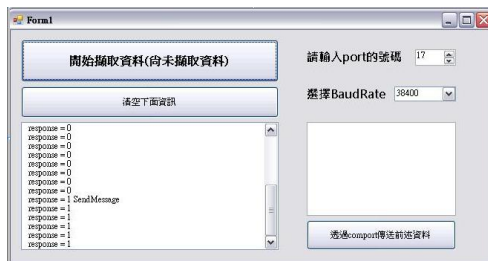 Form1
開始擷取資料(尚未擷取資料)
清空下面資訊
response = 0
response = 0
response = 0
response = 0
response = 0
response = 0
response = 0
response = 0
response = 1 SendMessage
response = 1
response = 1
response = 1
response = 1
response = 1
請輸入port的號碼 17
選擇BaudRate 38400
透過comport傳送前述資料